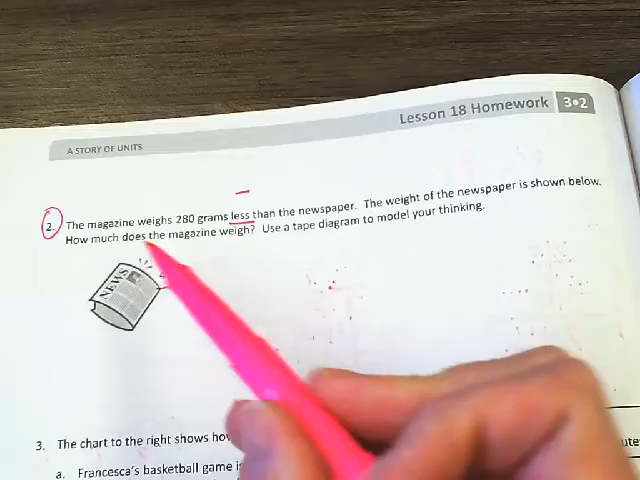 Lesson 18 Homework 3•2
A STORY OF UNITS
2. The magazine weighs 280 grams less than the newspaper. The weight of the newspaper is shown below.
How much does the magazine weigh? Use a tape diagram to model your thinking.
NEWS
3. The chart to the right shows
a. Francesca's basketball game